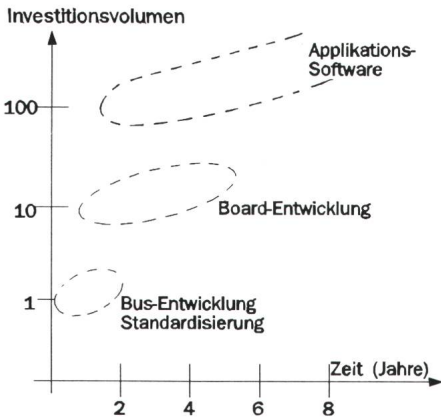 Investitionsvolumen
Applikations-
Software
100
10
Board-Entwicklung
1
Bus-Entwicklung
Standardisierung
Zeit (Jahre)
2 4 6 8